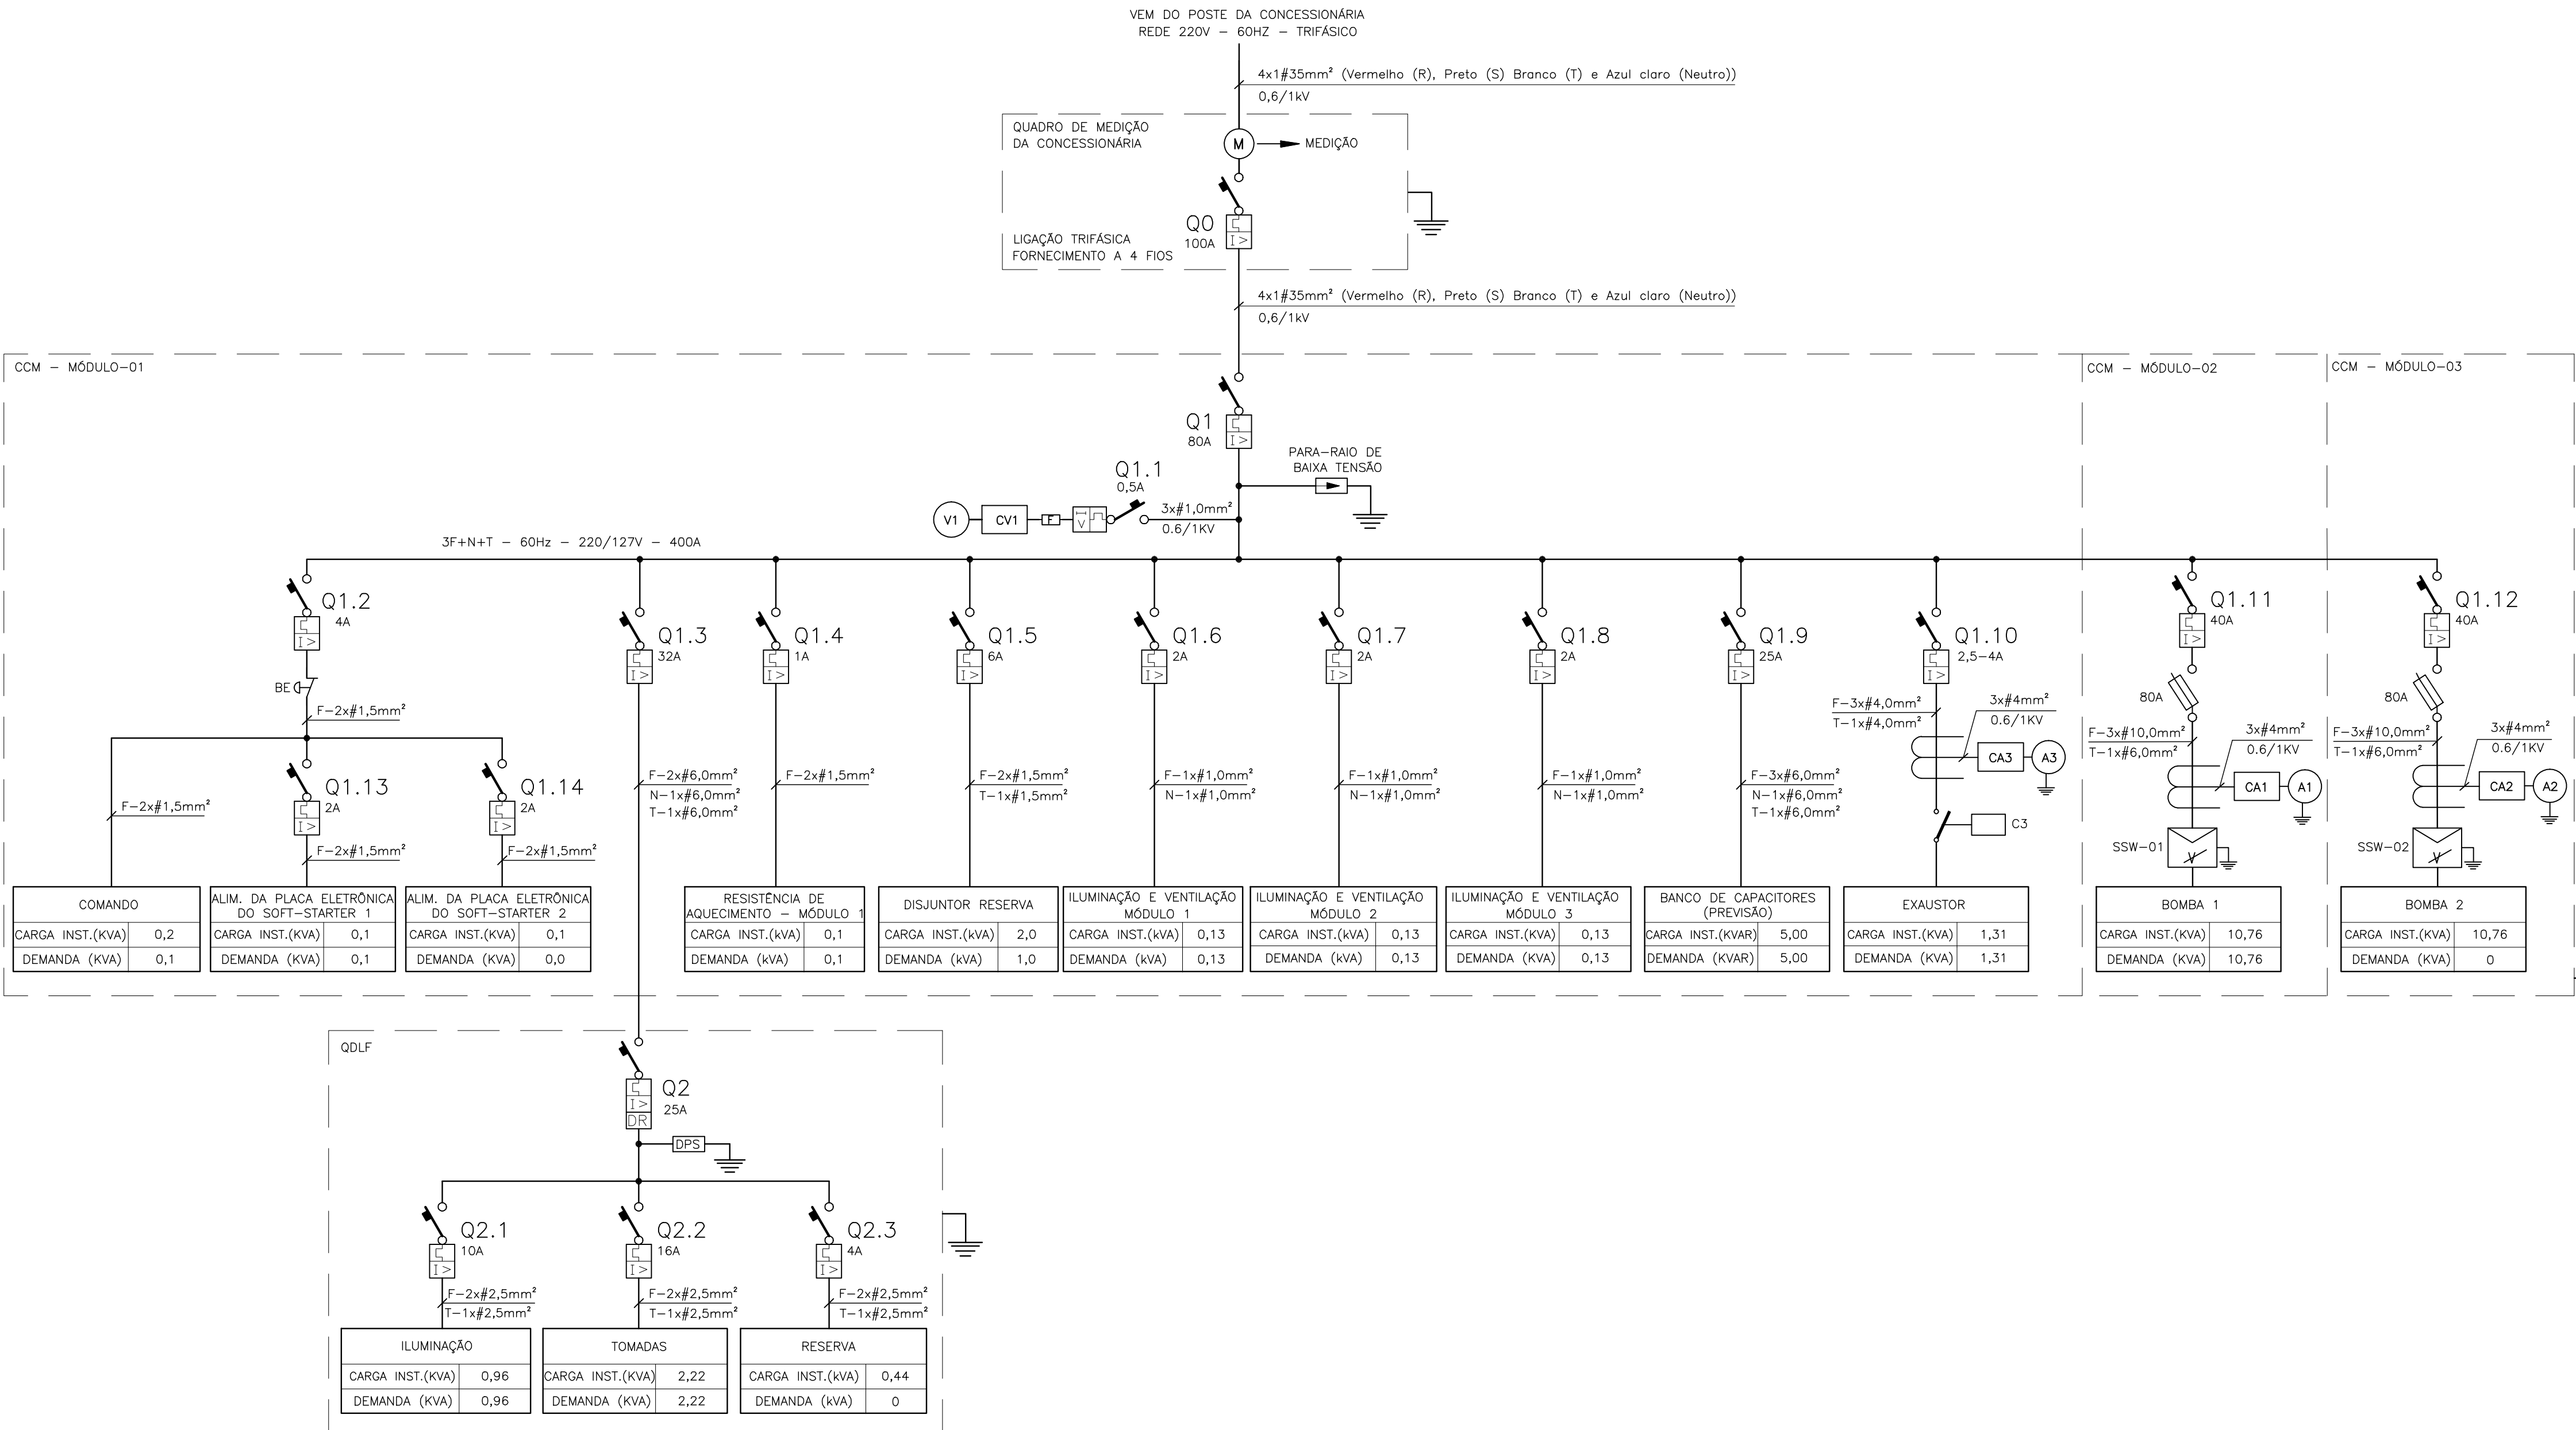 VEM DO POSTE DA CONCESSIONÁRIA
REDE 220V - 60HZ - TRIFÁSICO
4x1#35mm² (Vermelho (R), Preto (S) Branco (T) e Azul claro (Neutro))
0,6/1kV
QUADRO DE MEDIÇÃO
DA CONCESSIONÁRIA
M
MEDIÇÃO
Q0
100A
I >
LIGAÇÃO TRIFÁSICA
FORNECIMENTO A 4 FIOS
4x1#35mm² (Vermelho (R), Preto (S) Branco (T) e Azul claro (Neutro))
0,6/1kV
CCM - MÓDULO-01
CCM - MÓDULO-02
CCM - MÓDULO-03
Q1
80A
I >
PARA-RAIO DE
BAIXA TENSÃO
Q1.1
0,5A
V1
CV1
F
I >
3x#1,0mm²
0.6/1KV
3F+N+T - 60Hz - 220/127V - 400A
Q1.2
4A
I >
Q1.3
32A
I >
Q1.4
1A
I >
Q1.5
6A
I >
Q1.6
2A
I >
Q1.7
2A
I >
Q1.8
2A
I >
Q1.9
25A
I >
Q1.10
2,5-4A
I >
Q1.11
40A
I >
Q1.12
40A
I >
BE
F-2x#1,5mm²
80A
80A
F-3x#4,0mm²
T-1x#4,0mm²
3x#4mm²
0.6/1KV
CA3
A3
F-3x#10,0mm²
T-1x#6,0mm²
3x#4mm²
0.6/1KV
CA1
A1
F-3x#10,0mm²
T-1x#6,0mm²
3x#4mm²
0.6/1KV
CA2
A2
Q1.13
2A
I >
Q1.14
2A
I >
F-2x#1,5mm²
F-2x#1,5mm²
F-2x#1,5mm²
F-2x#6,0mm²
N-1x#6,0mm²
T-1x#6,0mm²
F-2x#1,5mm²
F-2x#1,5mm²
T-1x#1,5mm²
F-1x#1,0mm²
N-1x#1,0mm²
F-1x#1,0mm²
N-1x#1,0mm²
F-1x#1,0mm²
N-1x#1,0mm²
F-3x#6,0mm²
N-1x#6,0mm²
T-1x#6,0mm²
C3
SSW-01
V
SSW-02
V
COMANDO
CARGA INST.(KVA) 0,2
DEMANDA (KVA) 0,1
ALIM. DA PLACA ELETRÔNICA
DO SOFT-STARTER 1
CARGA INST.(KVA) 0,1
DEMANDA (KVA) 0,1
ALIM. DA PLACA ELETRÔNICA
DO SOFT-STARTER 2
CARGA INST.(KVA) 0,1
DEMANDA (KVA) 0,0
RESISTÊNCIA DE
AQUECIMENTO - MÓDULO 1
CARGA INST.(kVA) 0,1
DEMANDA (kVA) 0,1
DISJUNTOR RESERVA
CARGA INST.(kVA) 2,0
DEMANDA (kVA) 1,0
ILUMINAÇÃO E VENTILAÇÃO
MÓDULO 1
CARGA INST.(kVA) 0,13
DEMANDA (kVA) 0,13
ILUMINAÇÃO E VENTILAÇÃO
MÓDULO 2
CARGA INST.(kVA) 0,13
DEMANDA (kVA) 0,13
ILUMINAÇÃO E VENTILAÇÃO
MÓDULO 3
CARGA INST.(kVA) 0,13
DEMANDA (KVA) 0,13
BANCO DE CAPACITORES
(PREVISÃO)
CARGA INST.(KVAR) 5,00
DEMANDA (KVAR) 5,00
EXAUSTOR
CARGA INST.(KVA) 1,31
DEMANDA (KVA) 1,31
BOMBA 1
CARGA INST.(KVA) 10,76
DEMANDA (KVA) 10,76
BOMBA 2
CARGA INST.(KVA) 10,76
DEMANDA (KVA) 0
QDLF
Q2
25A
I >
DR
DPS
Q2.1
10A
I >
Q2.2
16A
I >
Q2.3
4A
I >
F-2x#2,5mm²
T-1x#2,5mm²
F-2x#2,5mm²
T-1x#2,5mm²
F-2x#2,5mm²
T-1x#2,5mm²
ILUMINAÇÃO
CARGA INST.(KVA) 0,96
DEMANDA (KVA) 0,96
TOMADAS
CARGA INST.(KVA) 2,22
DEMANDA (KVA) 2,22
RESERVA
CARGA INST.(kVA) 0,44
DEMANDA (kVA) 0